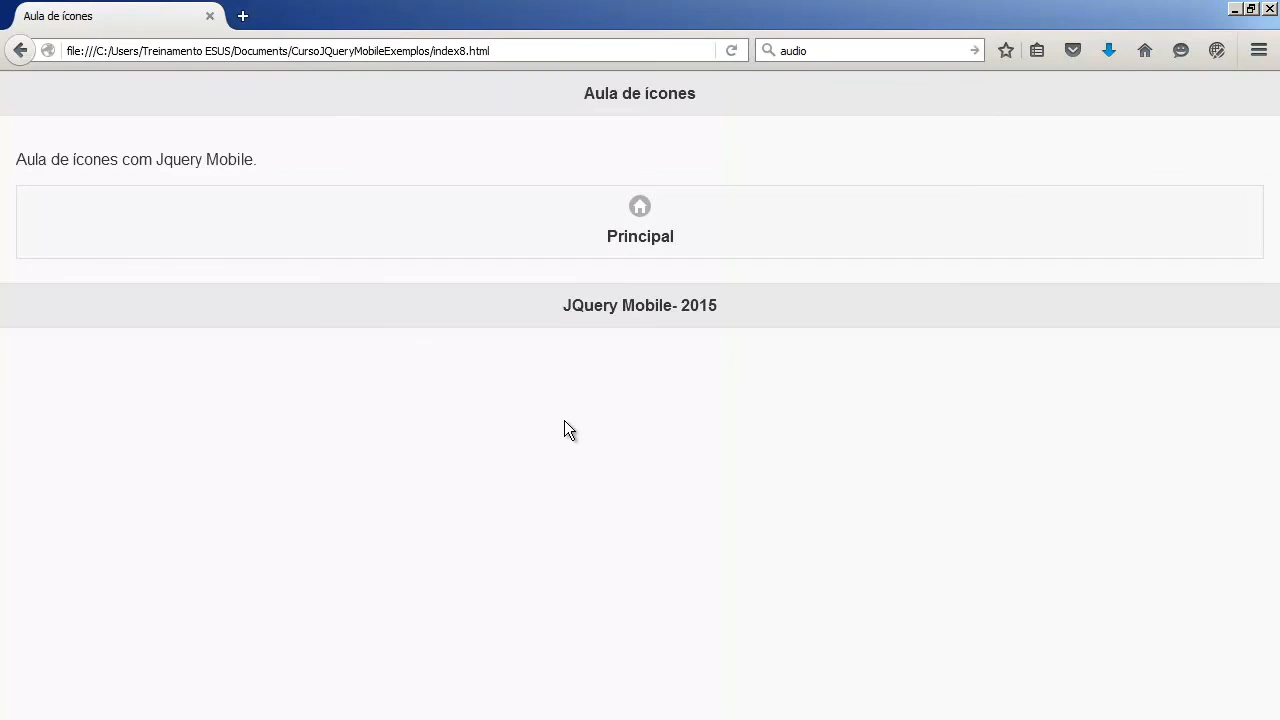 Aula de ícones
file:///C:/Users/Treinamento ESUS/Documents/CursoJQueryMobileExemplos/index8.html
audio
Aula de ícones
Aula de ícones com Jquery Mobile.
Principal
JQuery Mobile- 2015